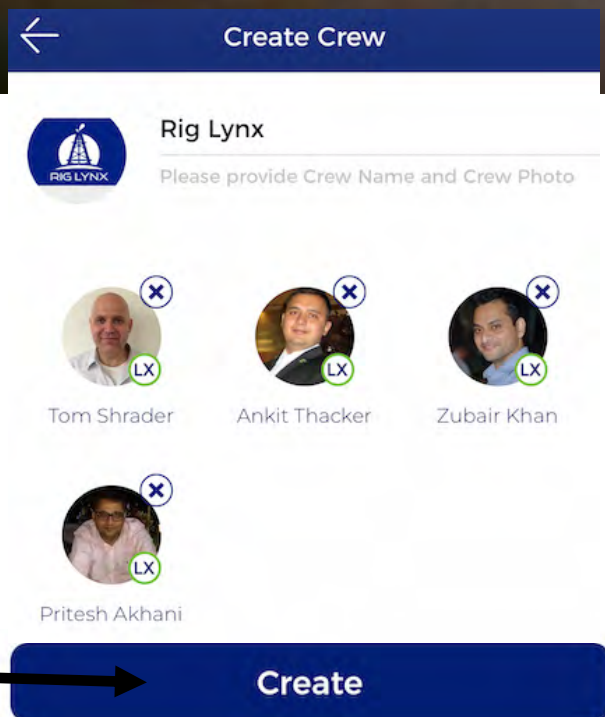 Create Crew
Rig Lynx
RIG LYNX
Please provide Crew Name and Crew Photo
LX
LX
LX
Tom Shrader
Ankit Thacker
Zubair Khan
LX
Pritesh Akhani
Create